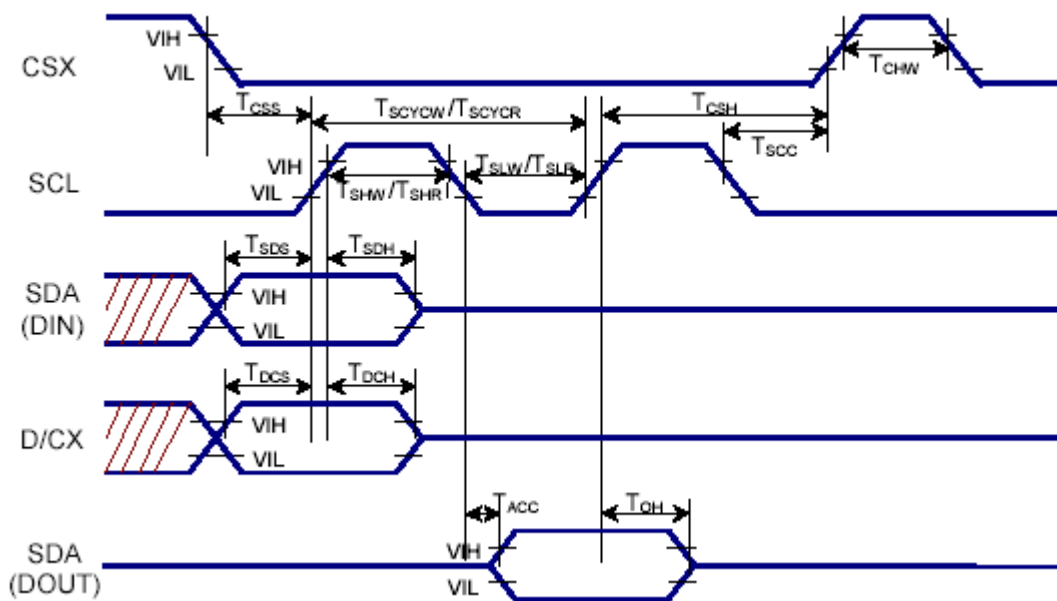 CSX
VIH
VIL
TCHW
TCSS
TSCYCW/TSCYCR
TCSH
TSCC
SCL
VIH
VIL
TSHW/TSHR
TSLW/TSLR
SDA
(DIN)
TSDS
TSDH
VIH
VIL
D/CX
TDCS
TDCH
VIH
VIL
SDA
(DOUT)
TACC
TOH
VIH
VIL